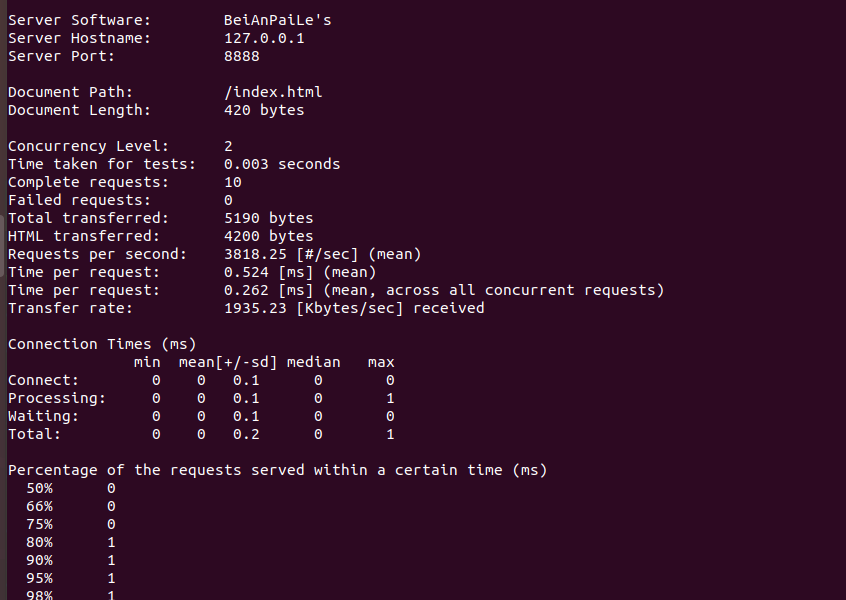 Server Software:        BeiAnPaiLe's
Server Hostname:        127.0.0.1
Server Port:            8888
Document Path:          /index.html
Document Length:        420 bytes
Concurrency Level:      2
Time taken for tests:   0.003 seconds
Complete requests:      10
Failed requests:        0
Total transferred:      5190 bytes
HTML transferred:       4200 bytes
Requests per second:    3818.25 [#/sec] (mean)
Time per request:       0.524 [ms] (mean)
Time per request:       0.262 [ms] (mean, across all concurrent requests)
Transfer rate:          1935.23 [Kbytes/sec] received
Connection Times (ms)
              min  mean[+/-sd] median   max
Connect:        0    0   0.1      0       0
Processing:     0    0   0.1      0       1
Waiting:        0    0   0.1      0       0
Total:          0    0   0.2      0       1
Percentage of the requests served within a certain time (ms)
  50%      0
  66%      0
  75%      0
  80%      1
  90%      1
  95%      1
  98%      1